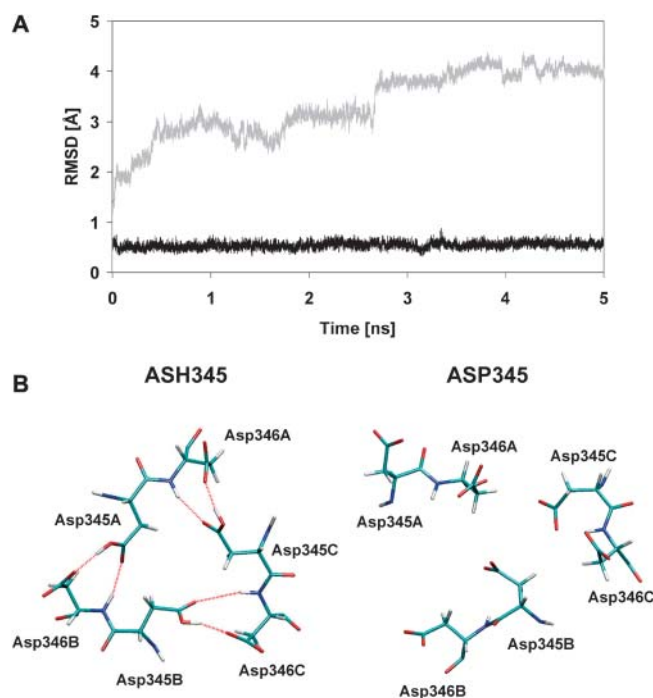 A
RMSD [Å]
5
4
3
2
1
0
0 1 2 3 4 5
Time [ns]
B
ASH345 ASP345
Asp346A
Asp345A
Asp345C
Asp346B
Asp345B
Asp346C
Asp346A
Asp345C
Asp345A
Asp346C
Asp345B
Asp346B